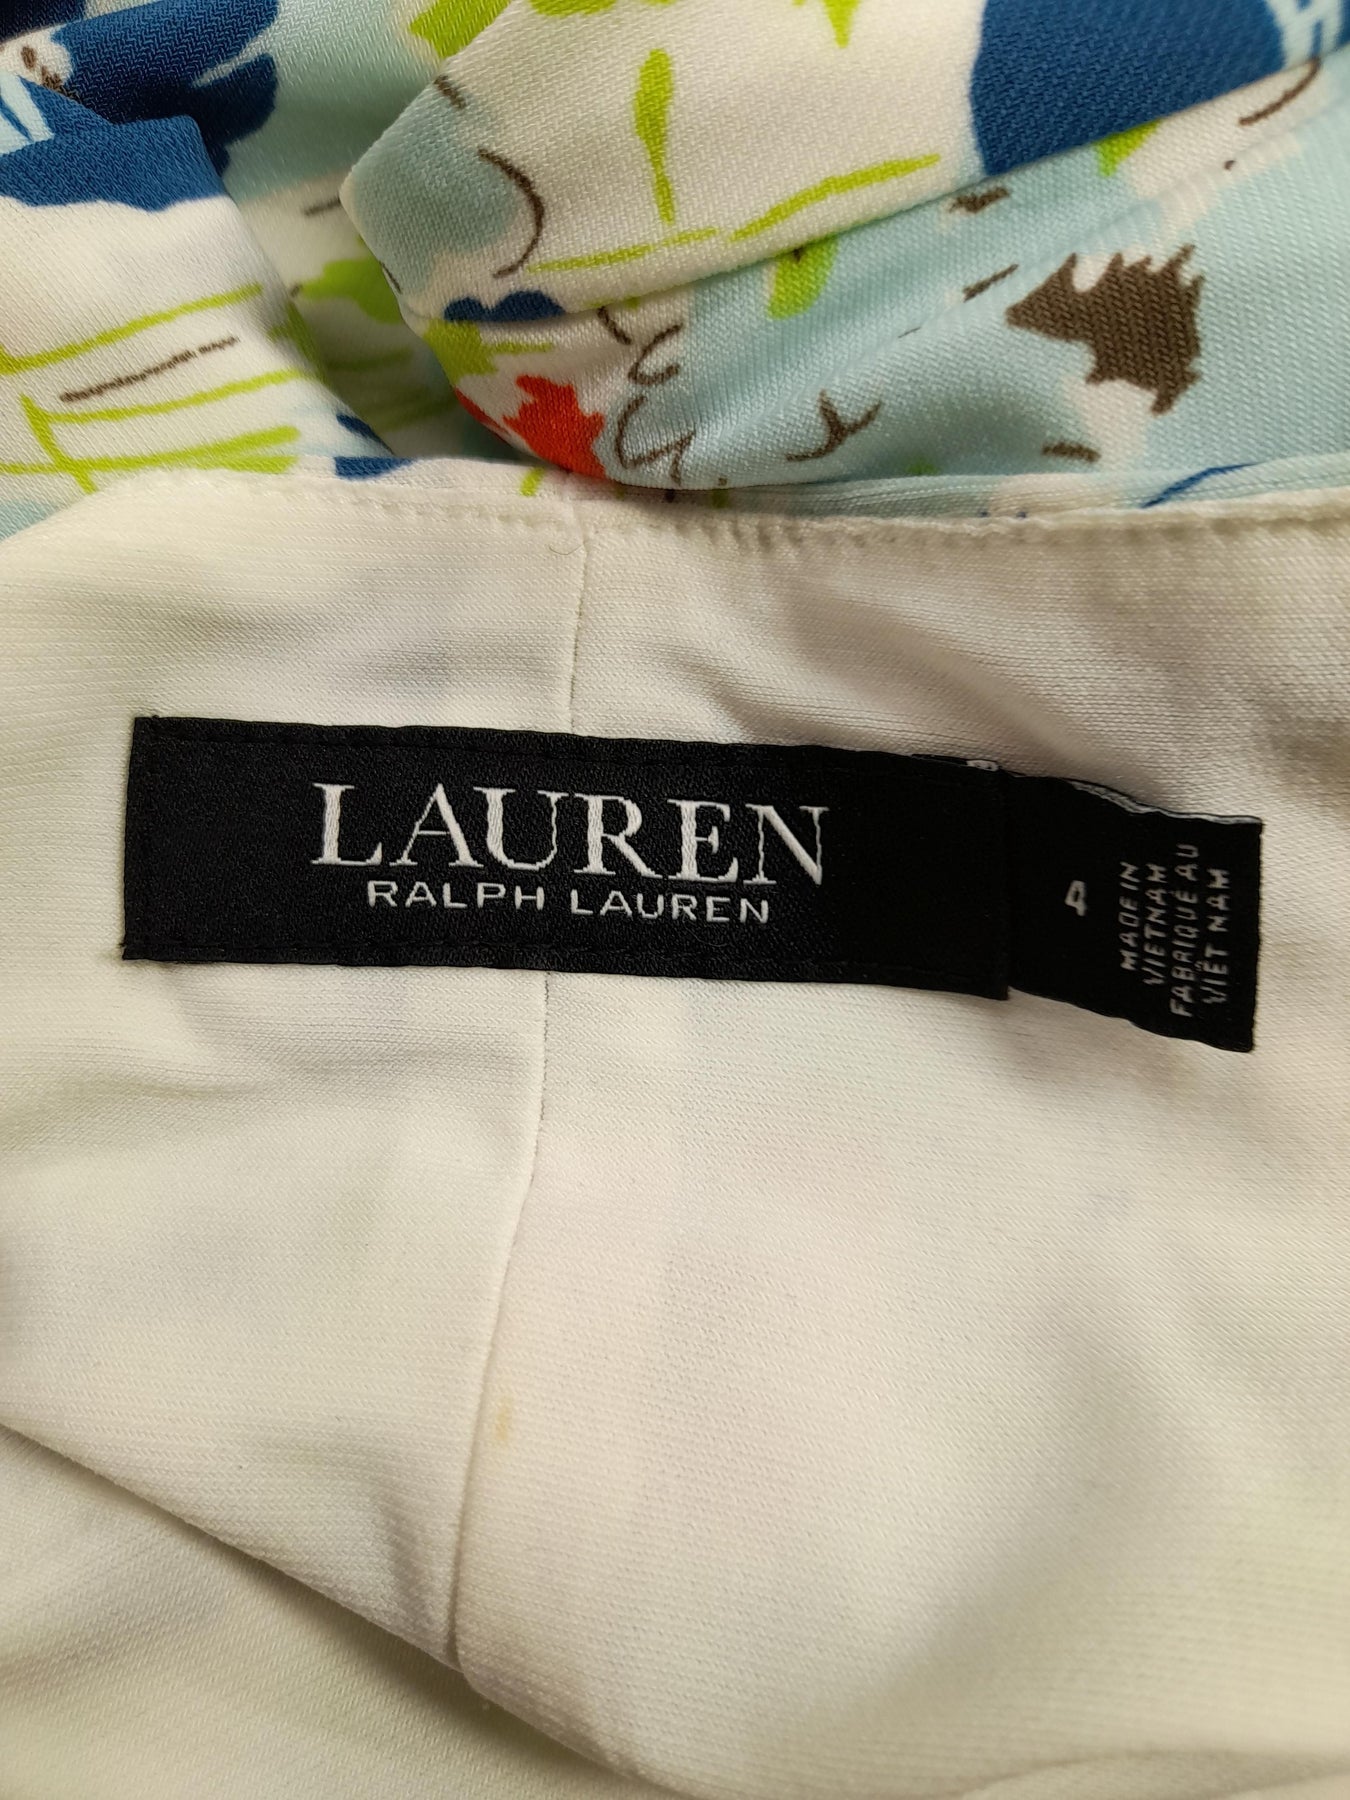 LAUREN
RALPH LAUREN
4
MADE IN
VIETNAM
FABRIQUÉ AU
VIÊT NAM